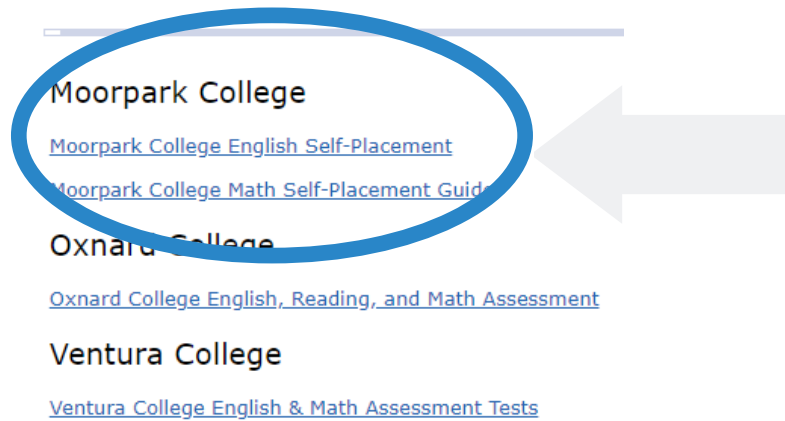 Moorpark College
Moorpark College English Self-Placement
Moorpark College Math Self-Placement Guide
Oxnard College
Oxnard College English, Reading, and Math Assessment
Ventura College
Ventura College English & Math Assessment Tests